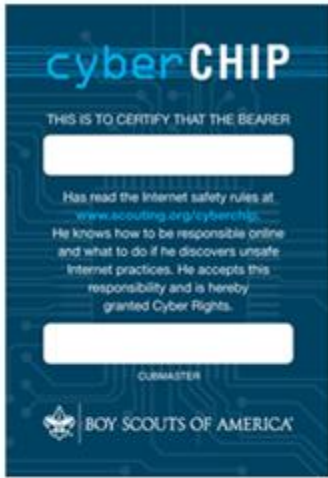 cyberCHIP
THIS IS TO CERTIFY THAT THE BEARER
Has read the Internet safety rules at
www.scouting.org/cyberchip.
He knows how to be responsible online
and what to do if he discovers unsafe
Internet practices. He accepts this
responsibility and is hereby
granted Cyber Rights.
CUBMASTER
BOY SCOUTS OF AMERICA®